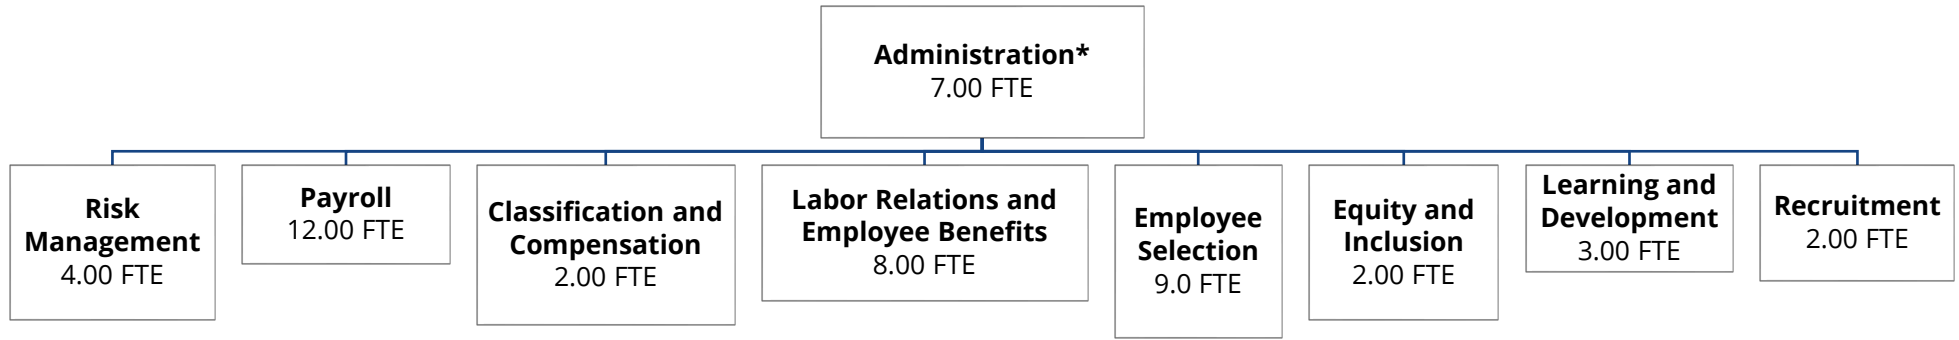 Administration*
7.00 FTE
Risk
Management
4.00 FTE
Payroll
12.00 FTE
Classification and
Compensation
2.00 FTE
Labor Relations and
Employee Benefits
8.00 FTE
Employee
Selection
9.0 FTE
Equity and
Inclusion
2.00 FTE
Learning and
Development
3.00 FTE
Recruitment
2.00 FTE